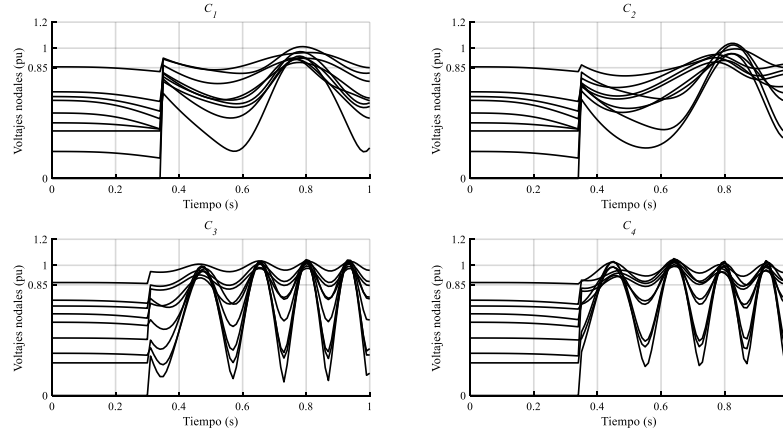 C1
1.2
1
0.85
0
Voltajes nodales (pu)
0 0.2 0.4 0.6 0.8 1
Tiempo (s)
C2
1.2
1
0.85
0
Voltajes nodales (pu)
0 0.2 0.4 0.6 0.8
Tiempo (s)
C3
1.2
1
0.85
0
Voltajes nodales (pu)
0 0.2 0.4 0.6 0.8 1
Tiempo (s)
C4
1.2
1
0.85
0
Voltajes nodales (pu)
0 0.2 0.4 0.6 0.8
Tiempo (s)